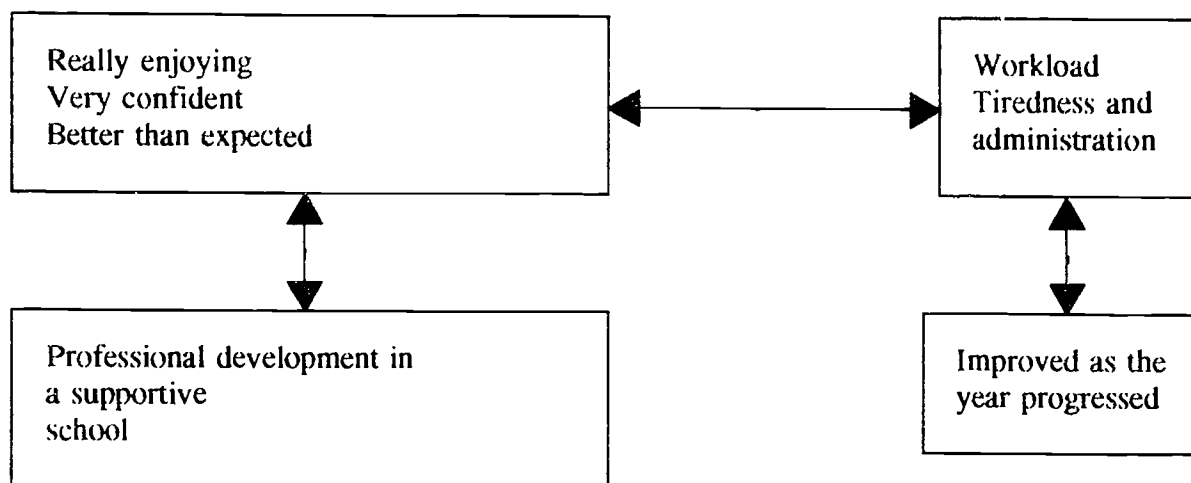 Really enjoying
Very confident
Better than expected
Workload
Tiredness and
administration
Professional development in
a supportive
school
Improved as the
year progressed